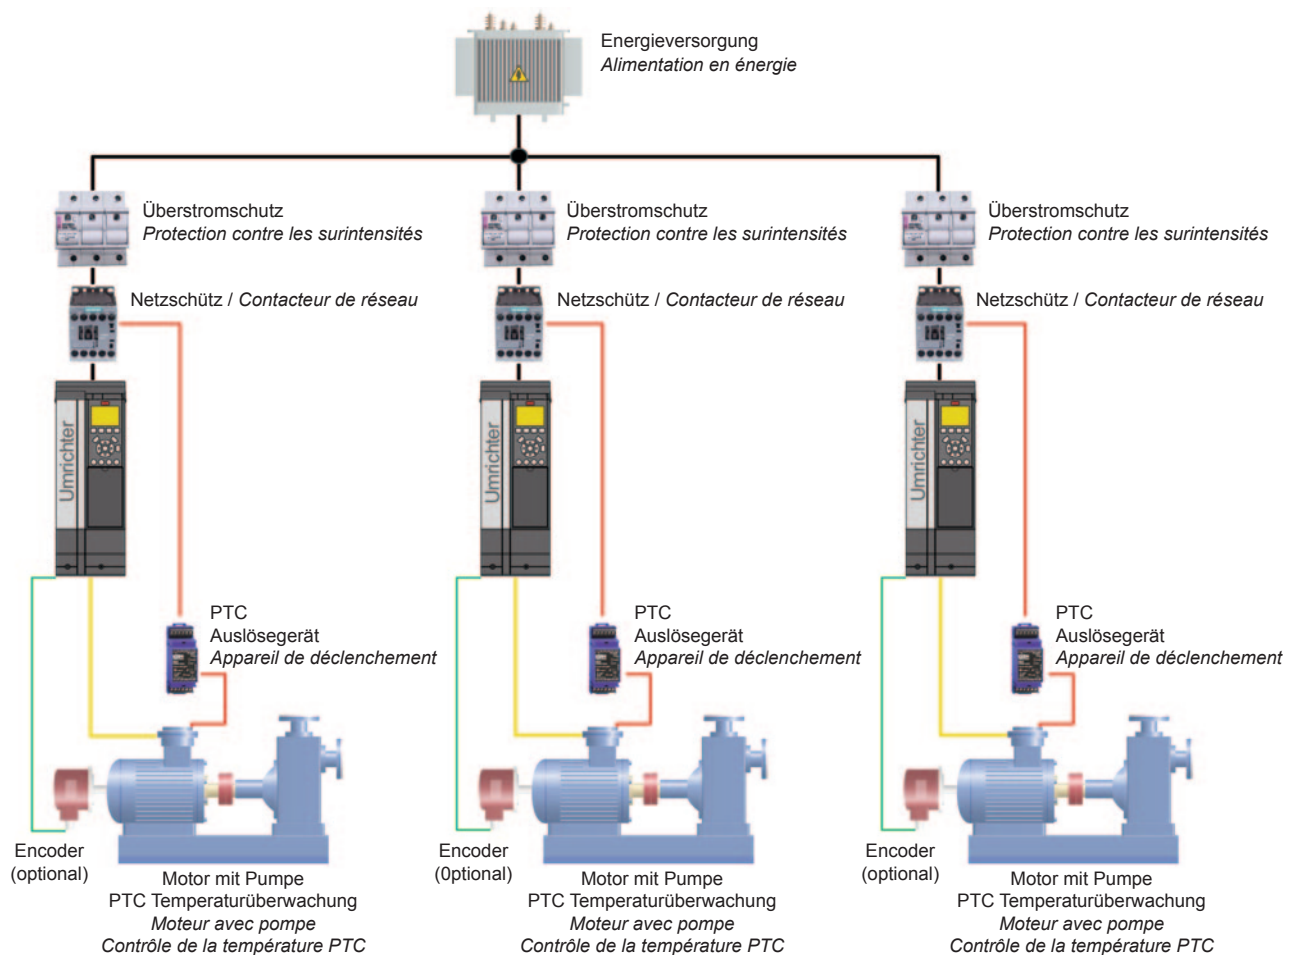 Energieversorgung
Alimentation en énergie
Überstromschutz
Protection contre les surintensités
Überstromschutz
Protection contre les surintensités
Überstromschutz
Protection contre les surintensités
Netzschütz / Contacteur de réseau
Netzschütz / Contacteur de réseau
Netzschütz / Contacteur de réseau
Umrichter
Umrichter
Umrichter
PTC
Auslösegerät
Appareil de déclenchement
PTC
Auslösegerät
Appareil de déclenchement
PTC
Auslösegerät
Appareil de déclenchement
Encoder
(optional)
Motor mit Pumpe
PTC Temperaturüberwachung
Moteur avec pompe
Contrôle de la température PTC
Encoder
(0ptional)
Motor mit Pumpe
PTC Temperaturüberwachung
Moteur avec pompe
Contrôle de la température PTC
Encoder
(optional)
Motor mit Pumpe
PTC Temperaturüberwachung
Moteur avec pompe
Contrôle de la température PTC